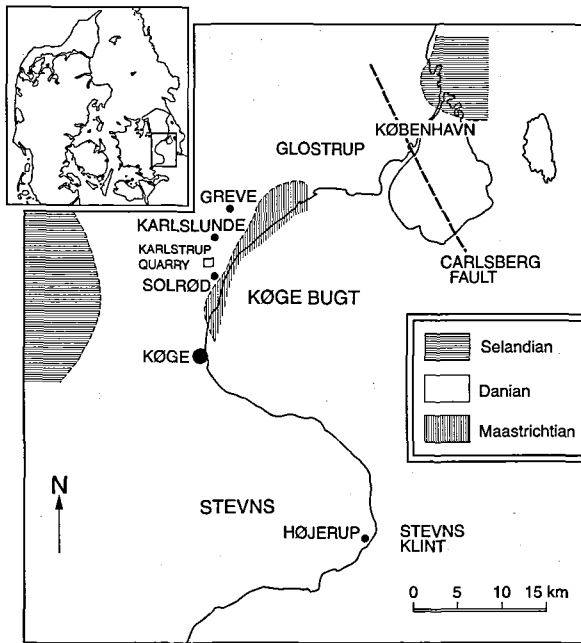 KØBENHAVN
GLOSTRUP
GREVE
KARLSLUNDE
KARLSTRUP
QUARRY
SOLRØD
CARLSBERG
FAULT
KØGE BUGT
KØGE
Selandian
Danian
Maastrichtian
N
STEVNS
HØJERUP
STEVNS
KLINT
0 5 10 15 km